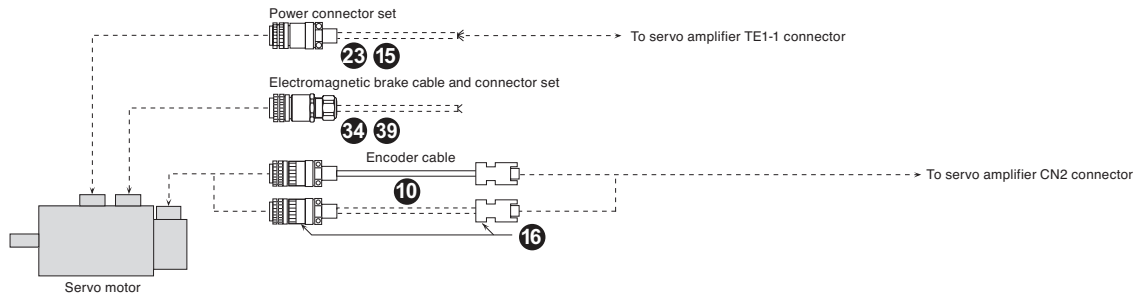 Power connector set
To servo amplifier TE1-1 connector
23 15
Electromagnetic brake cable and connector set
34 39
Encoder cable
To servo amplifier CN2 connector
10
16
Servo motor